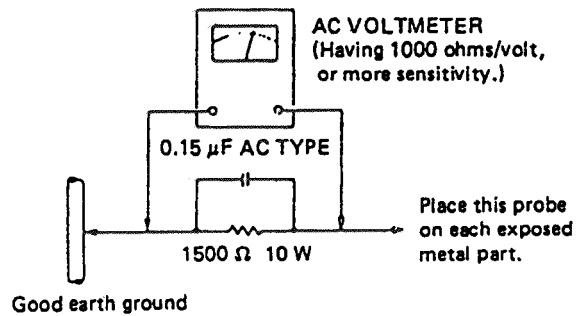 AC VOLTMETER
(Having 1000 ohms/volt,
or more sensitivity.)
0.15 µF AC TYPE
Place this probe
on each exposed
metal part.
1500 Ω 10 W
Good earth ground